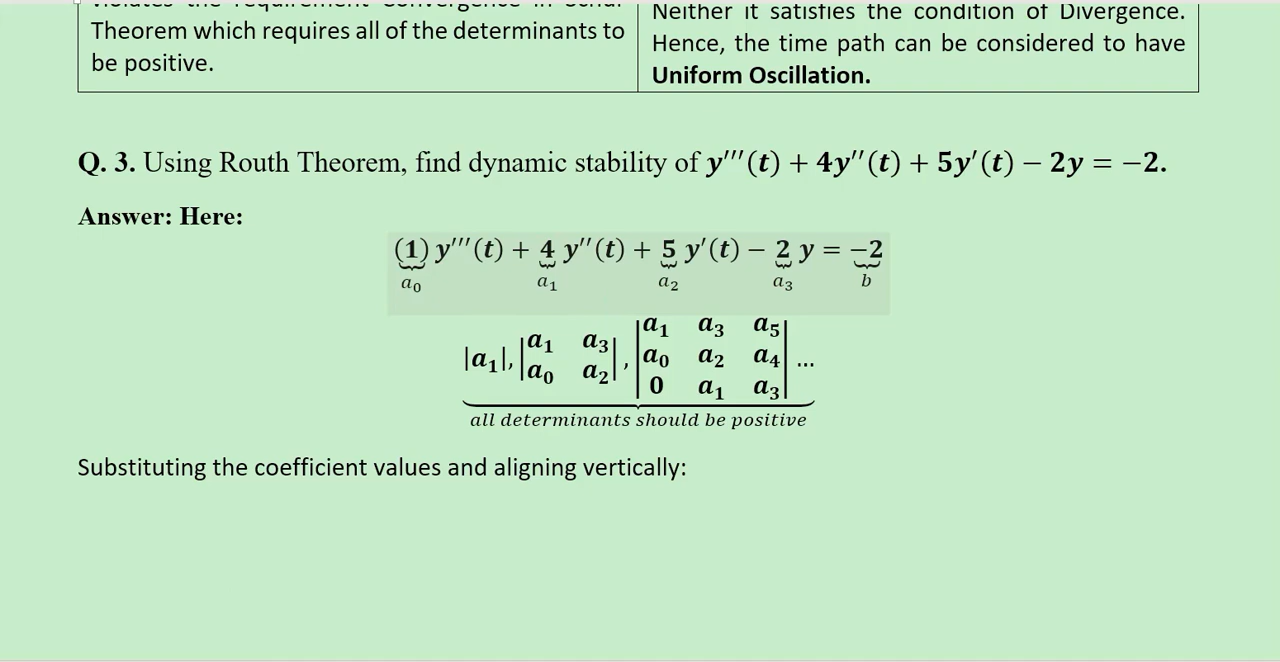 Theorem which requires all of the determinants to
be positive.
Neither it satisfies the condition of Divergence.
Hence, the time path can be considered to have
Uniform Oscillation.
Q. 3. Using Routh Theorem, find dynamic stability of y′′′(t) + 4y′′(t) + 5y′(t) − 2y = −2.
Answer: Here:
(1) y′′′(t) + 4 y′′(t) + 5 y′(t) − 2 y = −2
a₀ a₁ a₂ a₃ b
|a₁|, |a₁ a₃|, |a₁ a₃ a₅|
|a₀ a₂| |a₀ a₂ a₄| ...
|0 a₁ a₃|
all determinants should be positive
Substituting the coefficient values and aligning vertically: